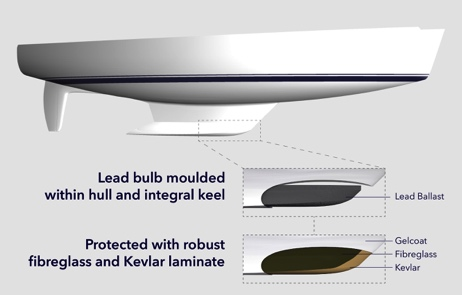 Lead bulb moulded
within hull and integral keel
Lead Ballast
Protected with robust
fibreglass and Kevlar laminate
Gelcoat
Fibreglass
Kevlar